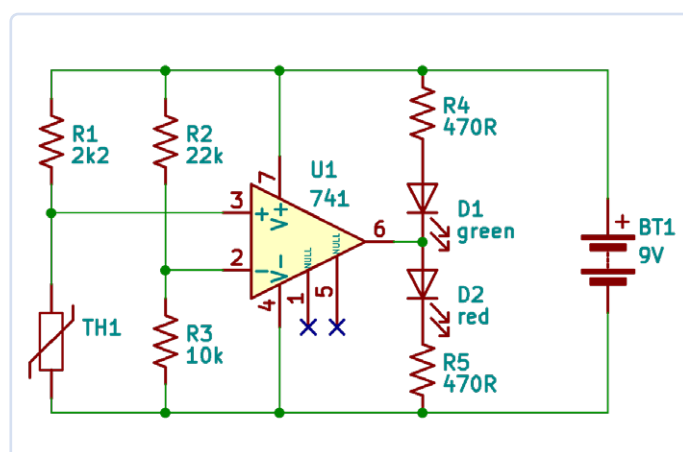 R1
2k2
R2
22k
R4
470R
U1
741
7
3
+
V+
6
2
−
V-
NULL
NULL
4
1
5
D1
green
D2
red
BT1
9V
+
TH1
R3
10k
R5
470R